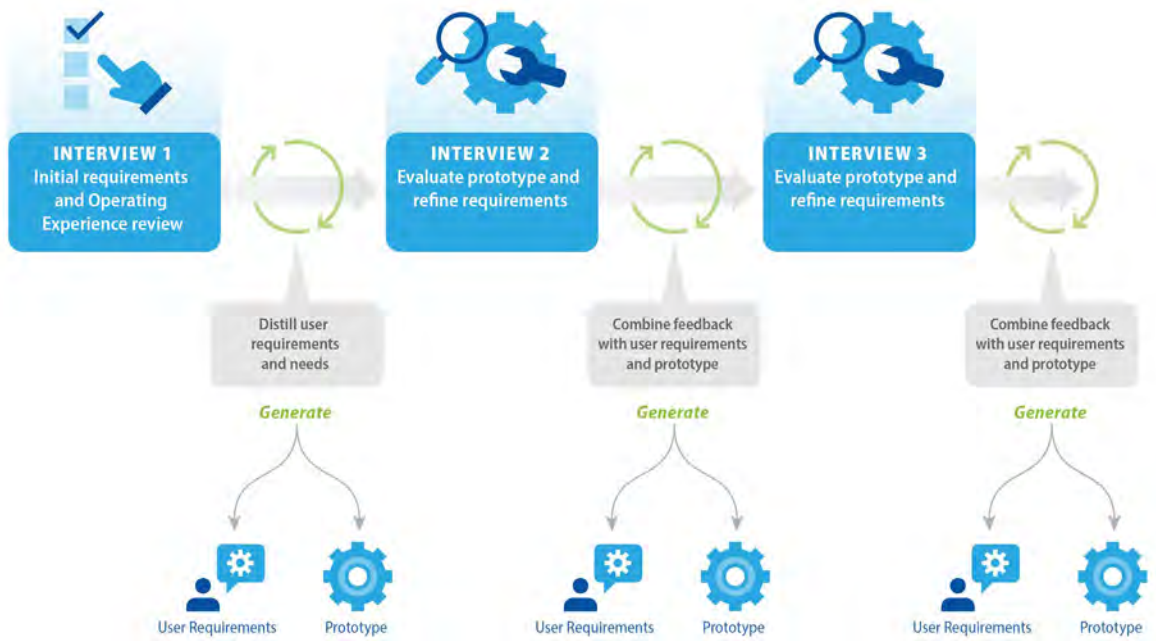 INTERVIEW 1
Initial requirements
and Operating
Experience review
INTERVIEW 2
Evaluate prototype and
refine requirements
INTERVIEW 3
Evaluate prototype and
refine requirements
Distill user
requirements
and needs
Combine feedback
with user requirements
and prototype
Combine feedback
with user requirements
and prototype
Generate
Generate
Generate
User Requirements
Prototype
User Requirements
Prototype
User Requirements
Prototype